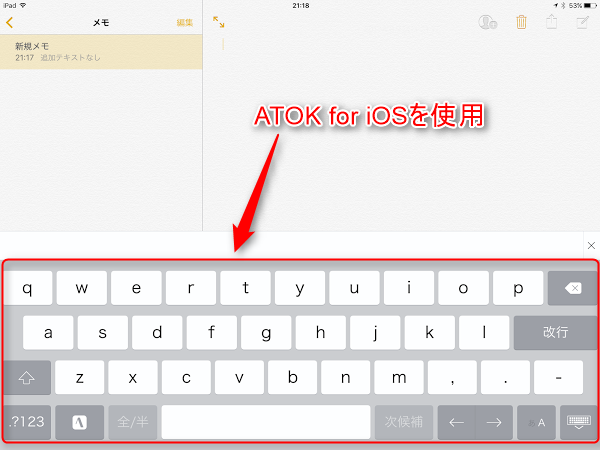 iPad 21:18 53%
メモ 編集
新規メモ
21:17 追加テキストなし
ATOK for iOSを使用
q w e r t y u i o p
a s d f g h j k l 改行
z x c v b n m , . -
.?123 全/半 次候補 ← → あA